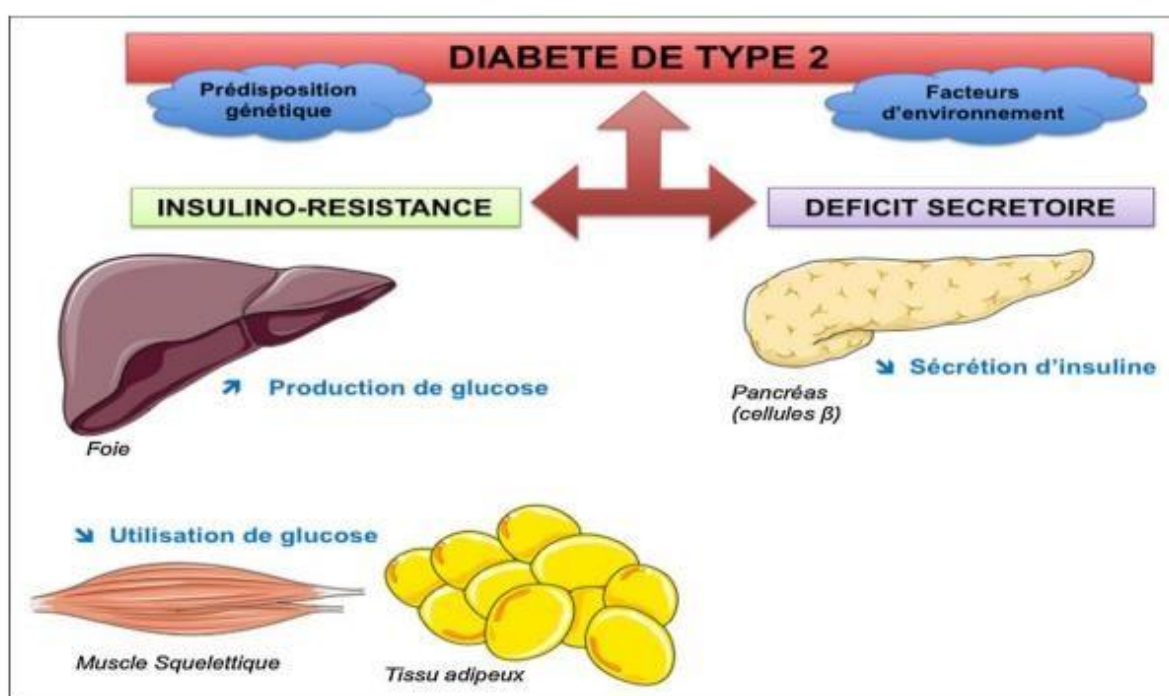 DIABETE DE TYPE 2
Prédisposition
génétique
Facteurs
d'environnement
INSULINO-RESISTANCE
DEFICIT SECRETOIRE
↗ Production de glucose
Foie
↘ Sécrétion d'insuline
Pancréas
(cellules β)
↘ Utilisation de glucose
Muscle Squelettique
Tissu adipeux